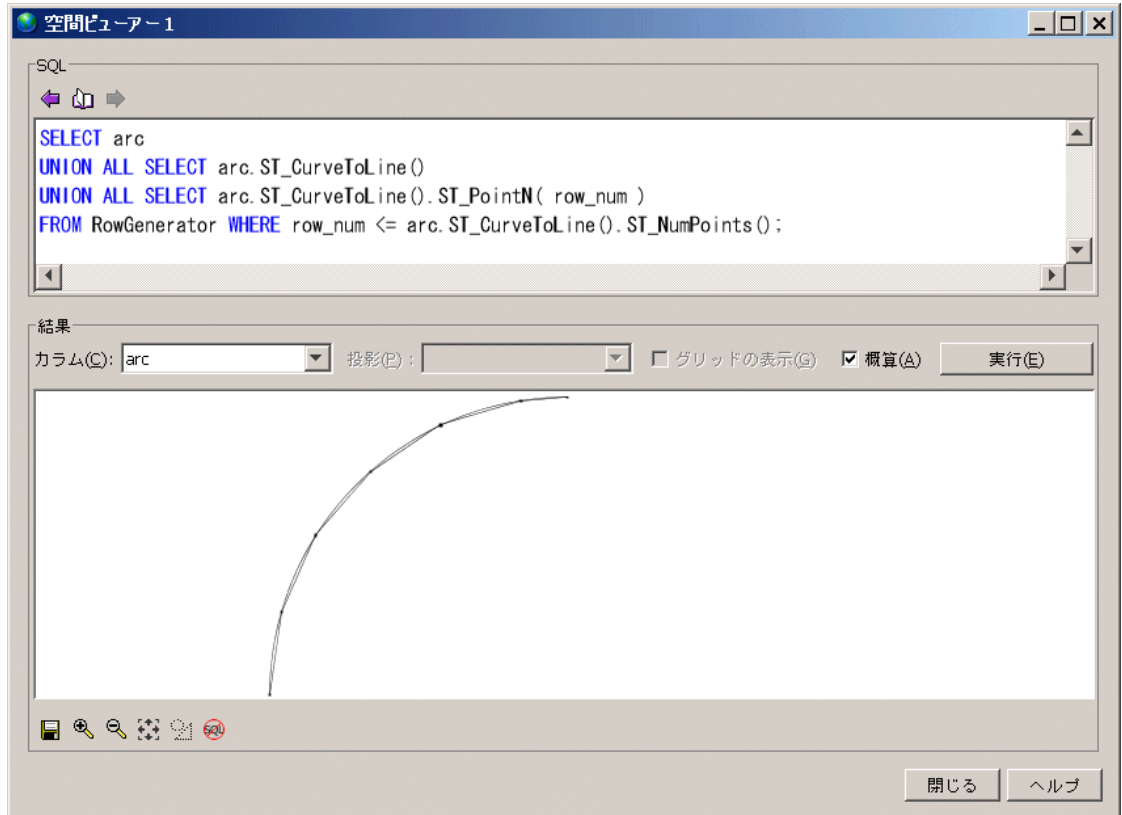 空間ビューアー1
SQL
SELECT arc
UNION ALL SELECT arc.ST_CurveToLine()
UNION ALL SELECT arc.ST_CurveToLine().ST_PointN( row_num )
FROM RowGenerator WHERE row_num <= arc.ST_CurveToLine().ST_NumPoints();
結果
カラム(C): arc 投影(P): グリッドの表示(G) 概算(A) 実行(E)
SQL
閉じる ヘルプ